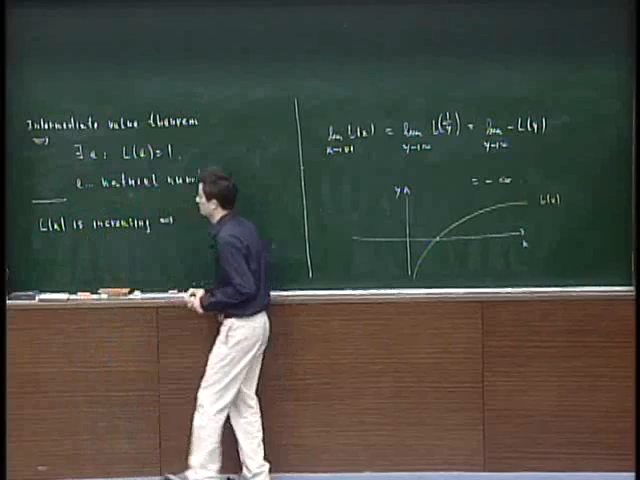 Intermediate value theorem
⇒
∃ e : L(e) = 1.
e... natural num
L(x) is increasing ⇒
lim x→0+ L(x) = lim y→+∞ L(1/y) = lim y→+∞ -L(y)
= -∞.
y
L(x)
x